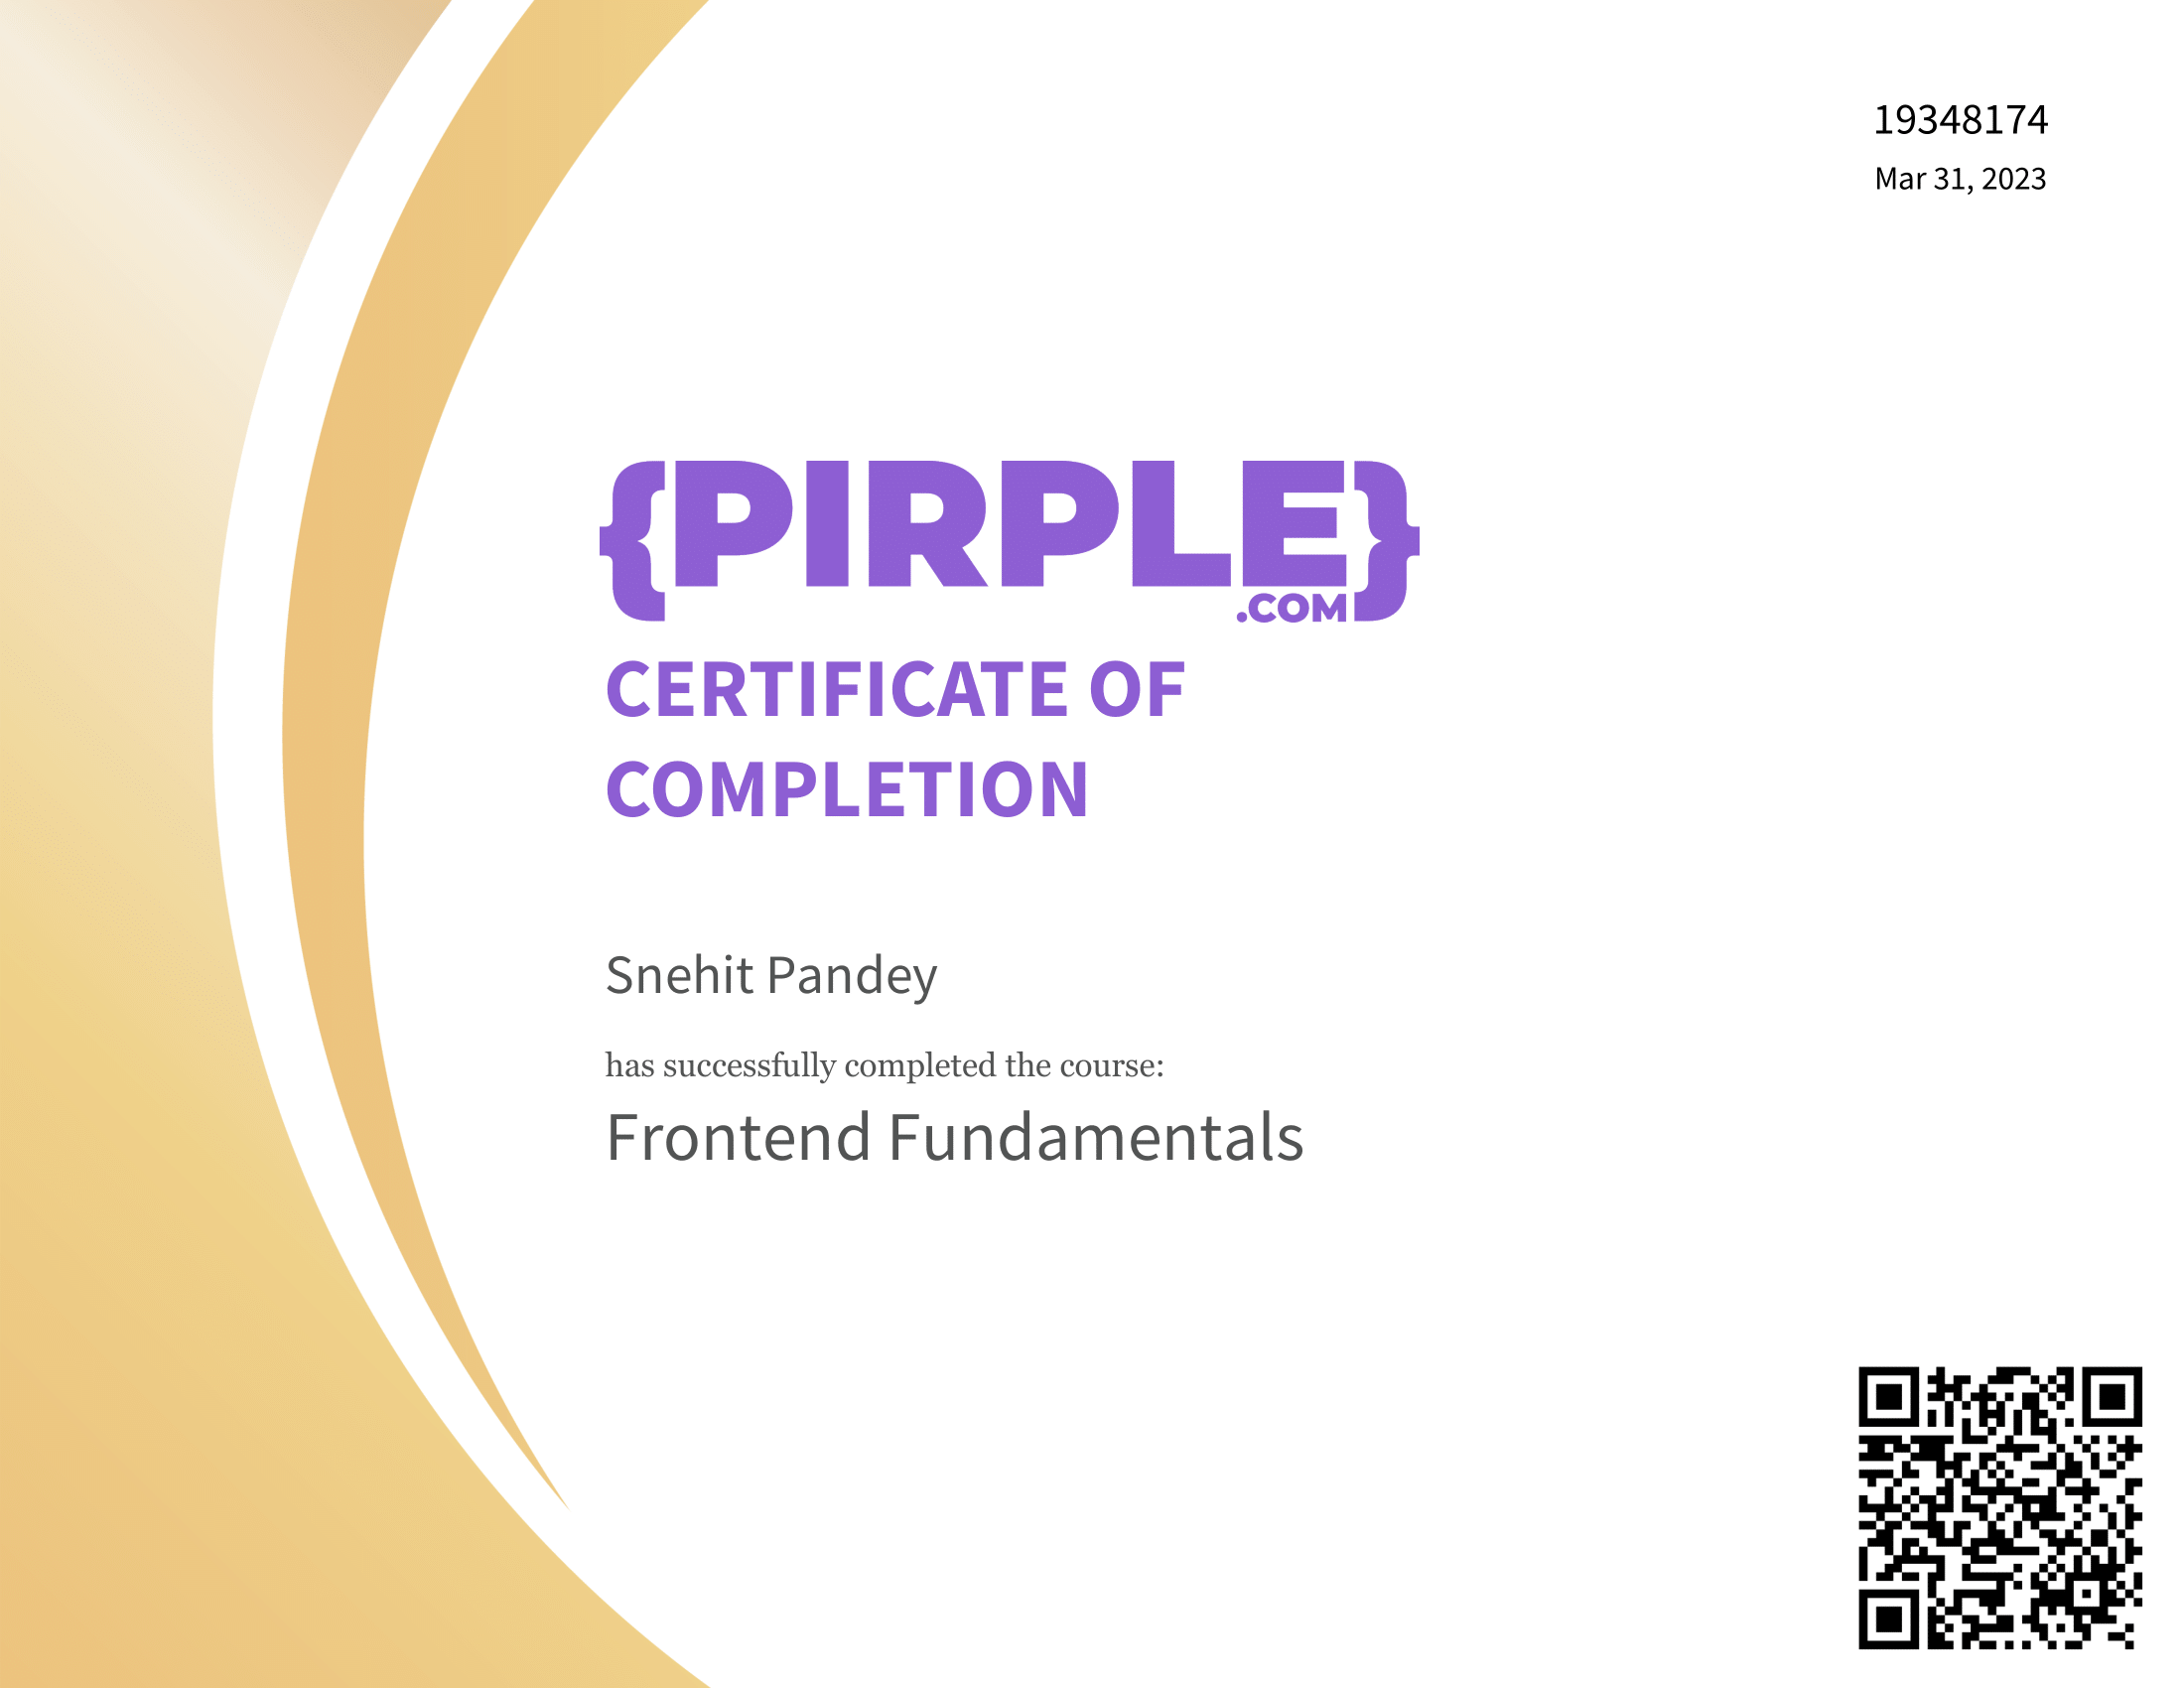 19348174
Mar 31, 2023
{PIRPLE}
.COM
CERTIFICATE OF
COMPLETION
Snehit Pandey
has successfully completed the course:
Frontend Fundamentals